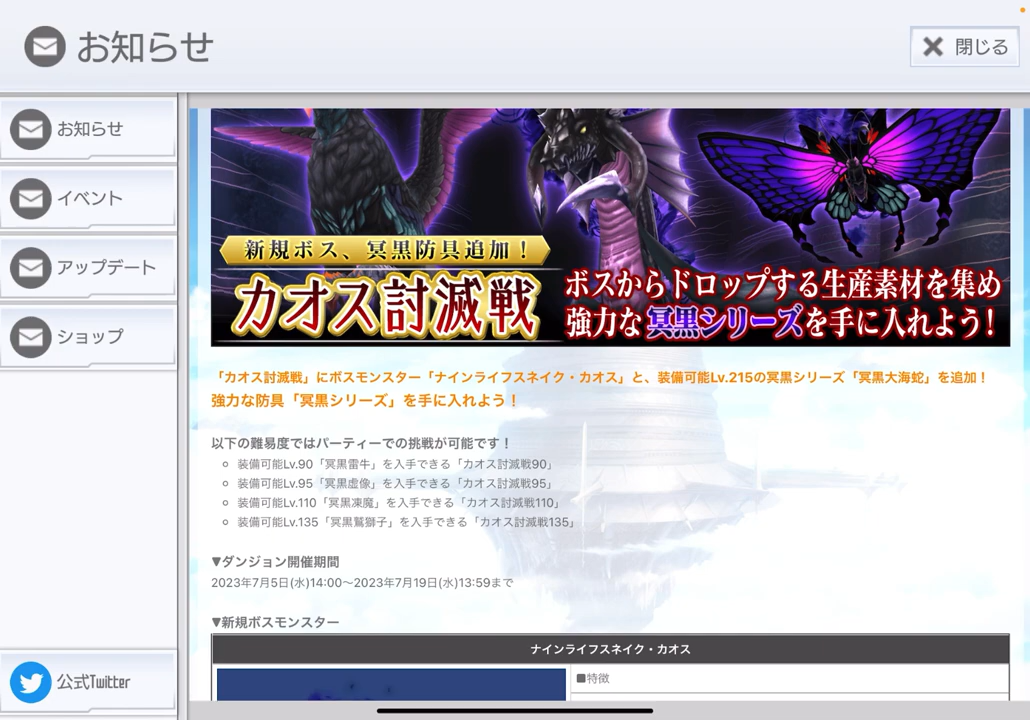 お知らせ
閉じる
お知らせ
イベント
アップデート
ショップ
公式Twitter
新規ボス、冥黒防具追加！
カオス討滅戦
ボスからドロップする生産素材を集め
強力な冥黒シリーズを手に入れよう！
「カオス討滅戦」にボスモンスター「ナインライフスネイク・カオス」と、装備可能Lv.215の冥黒シリーズ「冥黒大海蛇」を追加！
強力な防具「冥黒シリーズ」を手に入れよう！
以下の難易度ではパーティーでの挑戦が可能です！
装備可能Lv.90「冥黒雷牛」を入手できる「カオス討滅戦90」
装備可能Lv.95「冥黒虚像」を入手できる「カオス討滅戦95」
装備可能Lv.110「冥黒凍魔」を入手できる「カオス討滅戦110」
装備可能Lv.135「冥黒鷲獅子」を入手できる「カオス討滅戦135」
▼ダンジョン開催期間
2023年7月5日(水)14:00～2023年7月19日(水)13:59まで
▼新規ボスモンスター
ナインライフスネイク・カオス
■特徴